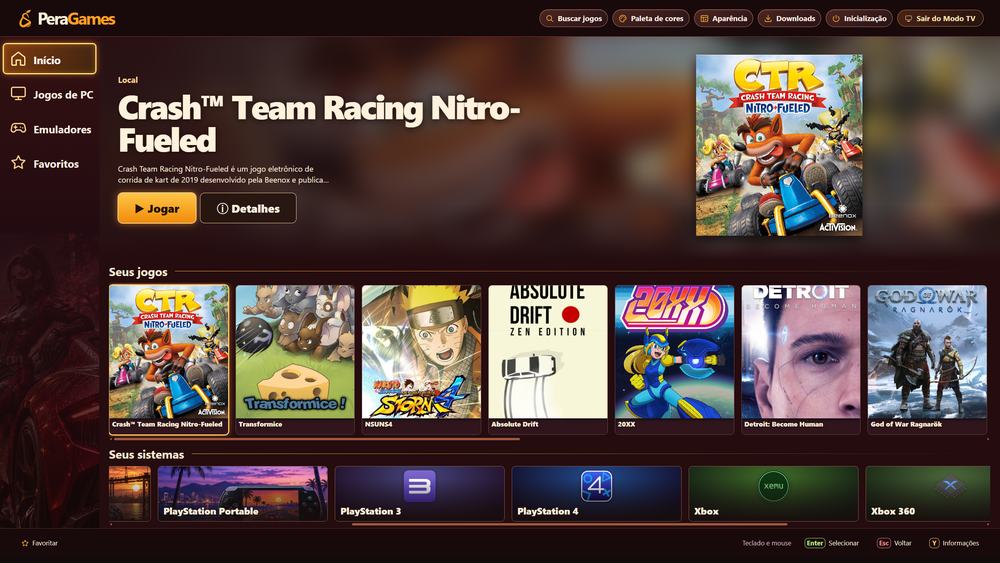 PeraGames
Buscar jogos
Paleta de cores
Aparência
Downloads
Inicialização
Sair do Modo TV
Início
Jogos de PC
Emuladores
Favoritos
Local
Crash™ Team Racing Nitro-
Fueled
Crash Team Racing Nitro-Fueled é um jogo eletrônico de
corrida de kart de 2019 desenvolvido pela Beenox e publica...
Jogar
Detalhes
CTR
CRASH TEAM RACING
NITRO-FUELED
Beenox
ACTIVISION
Seus jogos
CTR
CRASH TEAM RACING
NITRO-FUELED
Beenox
ACTIVISION
Crash™ Team Racing Nitro-Fueled
Transformice!
Transformice
NARUTO
STORM 4
NSUNS4
ABSOLUTE
DRIFT
ZEN EDITION
Absolute Drift
20XX
20XX
DETROIT
BECOME HUMAN
Detroit: Become Human
GOD OF WAR
RAGNARÖK
God of War Ragnarök
Seus sistemas
PlayStation Portable
3
PlayStation 3
4
PlayStation 4
xemu
Xbox
Xbox 360
Favoritar
Teclado e mouse
Enter Selecionar
Esc Voltar
Y Informações